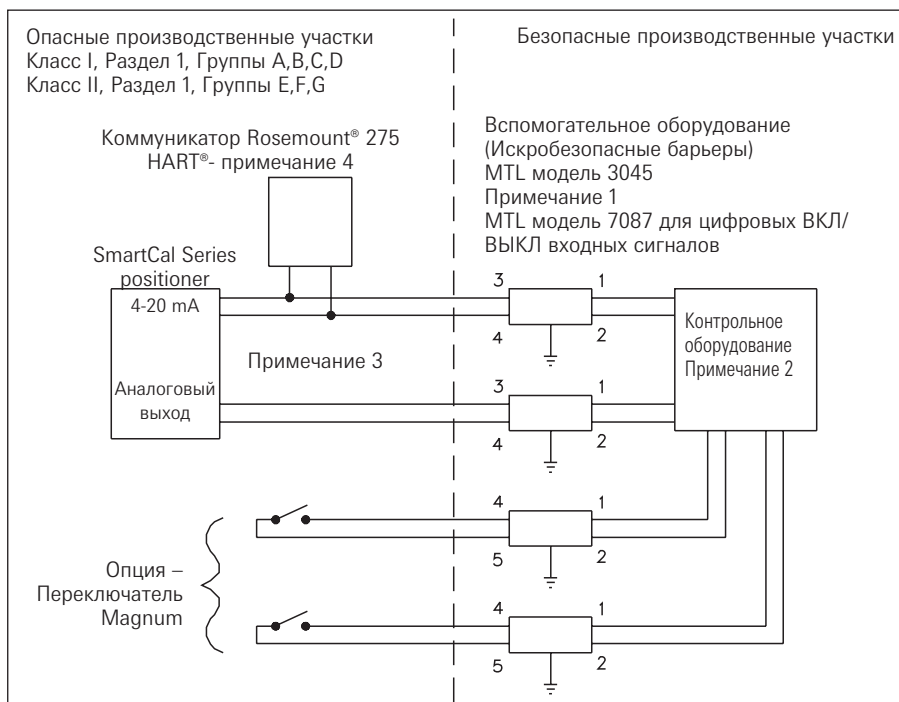 Опасные производственные участки
Класс I, Раздел 1, Группы A,B,C,D
Класс II, Раздел 1, Группы E,F,G
Безопасные производственные участки
Коммуникатор Rosemount® 275
HART®- примечание 4
Вспомогательное оборудование
(Искробезопасные барьеры)
MTL модель 3045
Примечание 1
MTL модель 7087 для цифровых ВКЛ/
ВЫКЛ входных сигналов
SmartCal Series
positioner
4-20 mA
Аналоговый
выход
Примечание 3
3
1
4
2
3
1
4
2
Контрольное
оборудование
Примечание 2
4
1
5
2
4
1
5
2
Опция –
Переключатель
Magnum